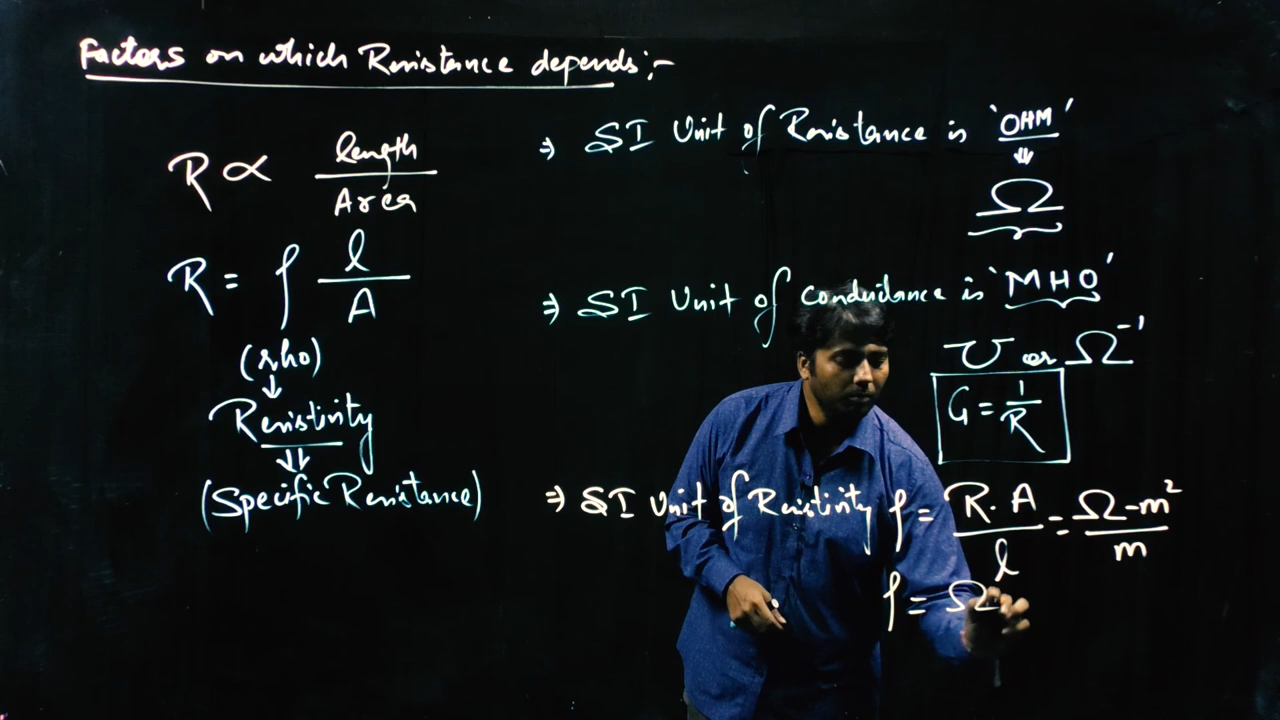 Factors on which Resistance depends:-
R ∝ length / Area
R = ρ l / A
(rho)
↓
Resistivity
⇓
(Specific Resistance)
⇒ SI Unit of Resistance is 'OHM'
⇓
Ω
⇒ SI Unit of Conductance is 'MHO'
℧ or Ω⁻¹
G = 1 / R
⇒ SI Unit of Resistivity ρ = R. A / l = Ω-m² / m
ρ = Ω